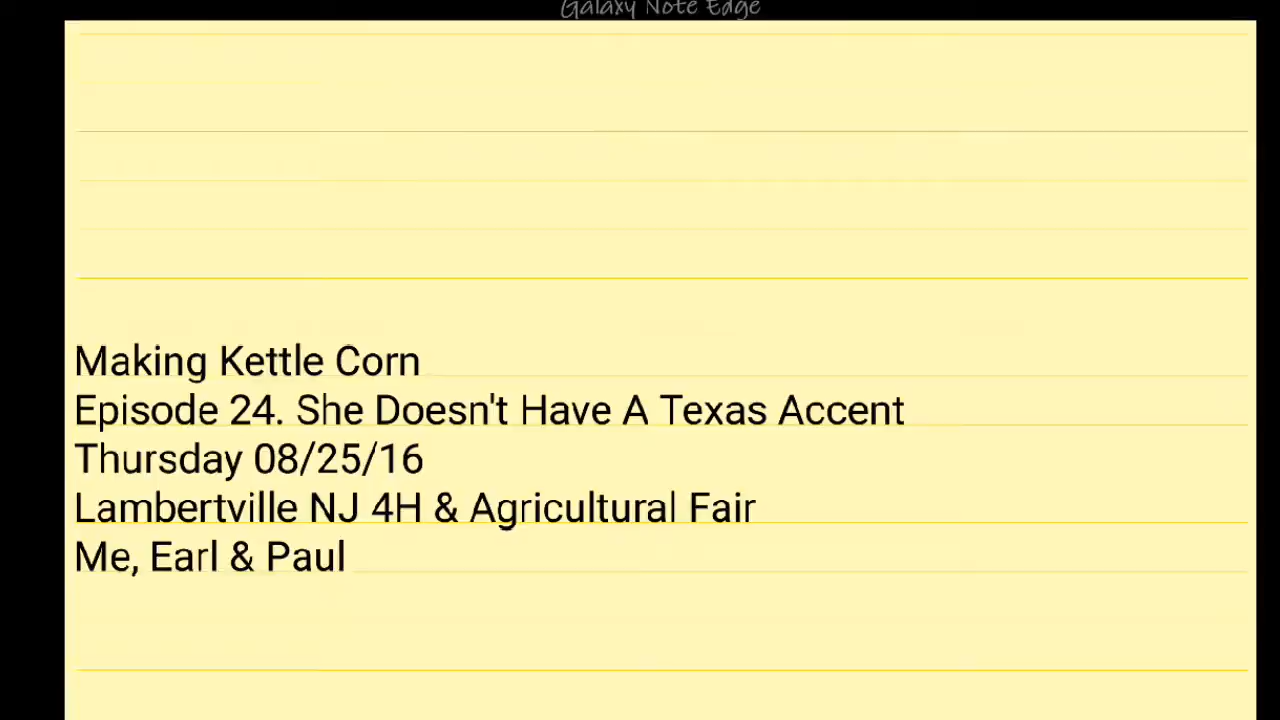 Galaxy Note Edge
Making Kettle Corn
Episode 24. She Doesn't Have A Texas Accent
Thursday 08/25/16
Lambertville NJ 4H & Agricultural Fair
Me, Earl & Paul